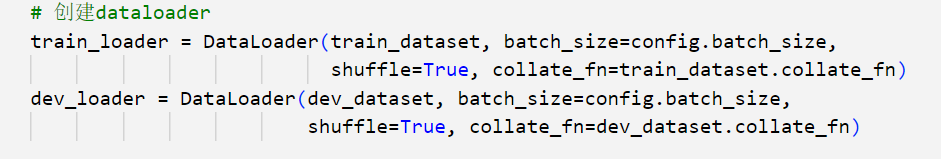 # 创建dataloader
train_loader = DataLoader(train_dataset, batch_size=config.batch_size,
shuffle=True, collate_fn=train_dataset.collate_fn)
dev_loader = DataLoader(dev_dataset, batch_size=config.batch_size,
shuffle=True, collate_fn=dev_dataset.collate_fn)